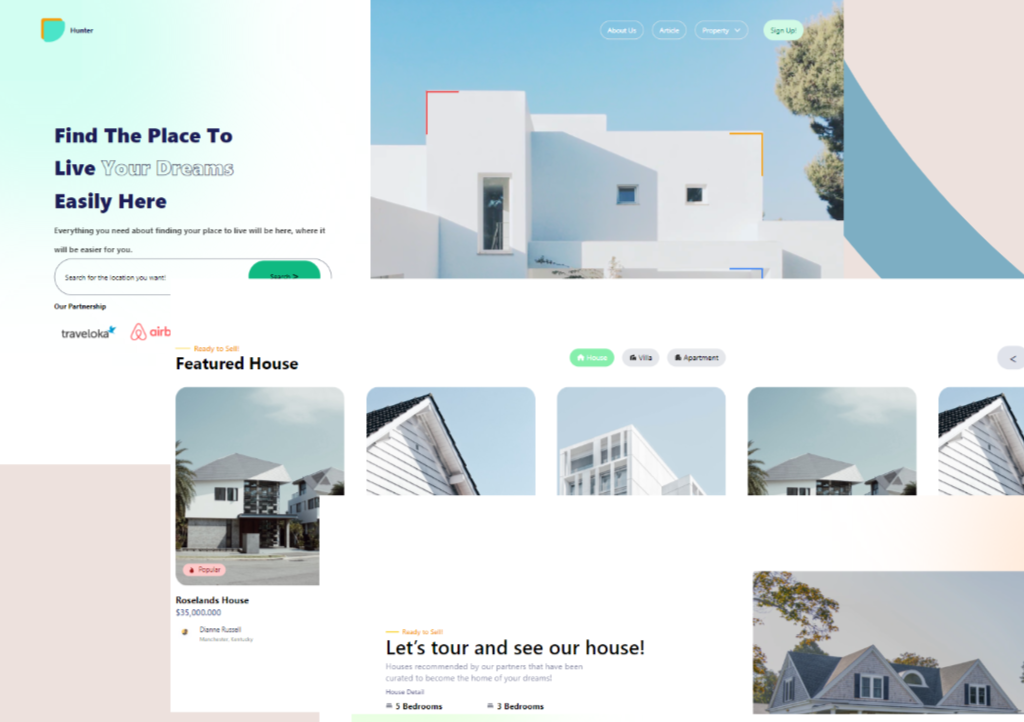 Hunter
About Us
Article
Property
Sign Up!
Find The Place To
Live Your Dreams
Easily Here
Everything you need about finding your place to live will be here, where it
will be easier for you.
Search for the location you want!
Search >
Our Partnership
traveloka
airb
Ready to Sell!
Featured House
House
Villa
Apartment
<
Popular
Roselands House
$35,000.000
Dianne Russell
Manchester, Kentucky
Ready to Sell!
Let's tour and see our house!
Houses recommended by our partners that have been
curated to become the home of your dreams!
House Detail
5 Bedrooms
3 Bedrooms